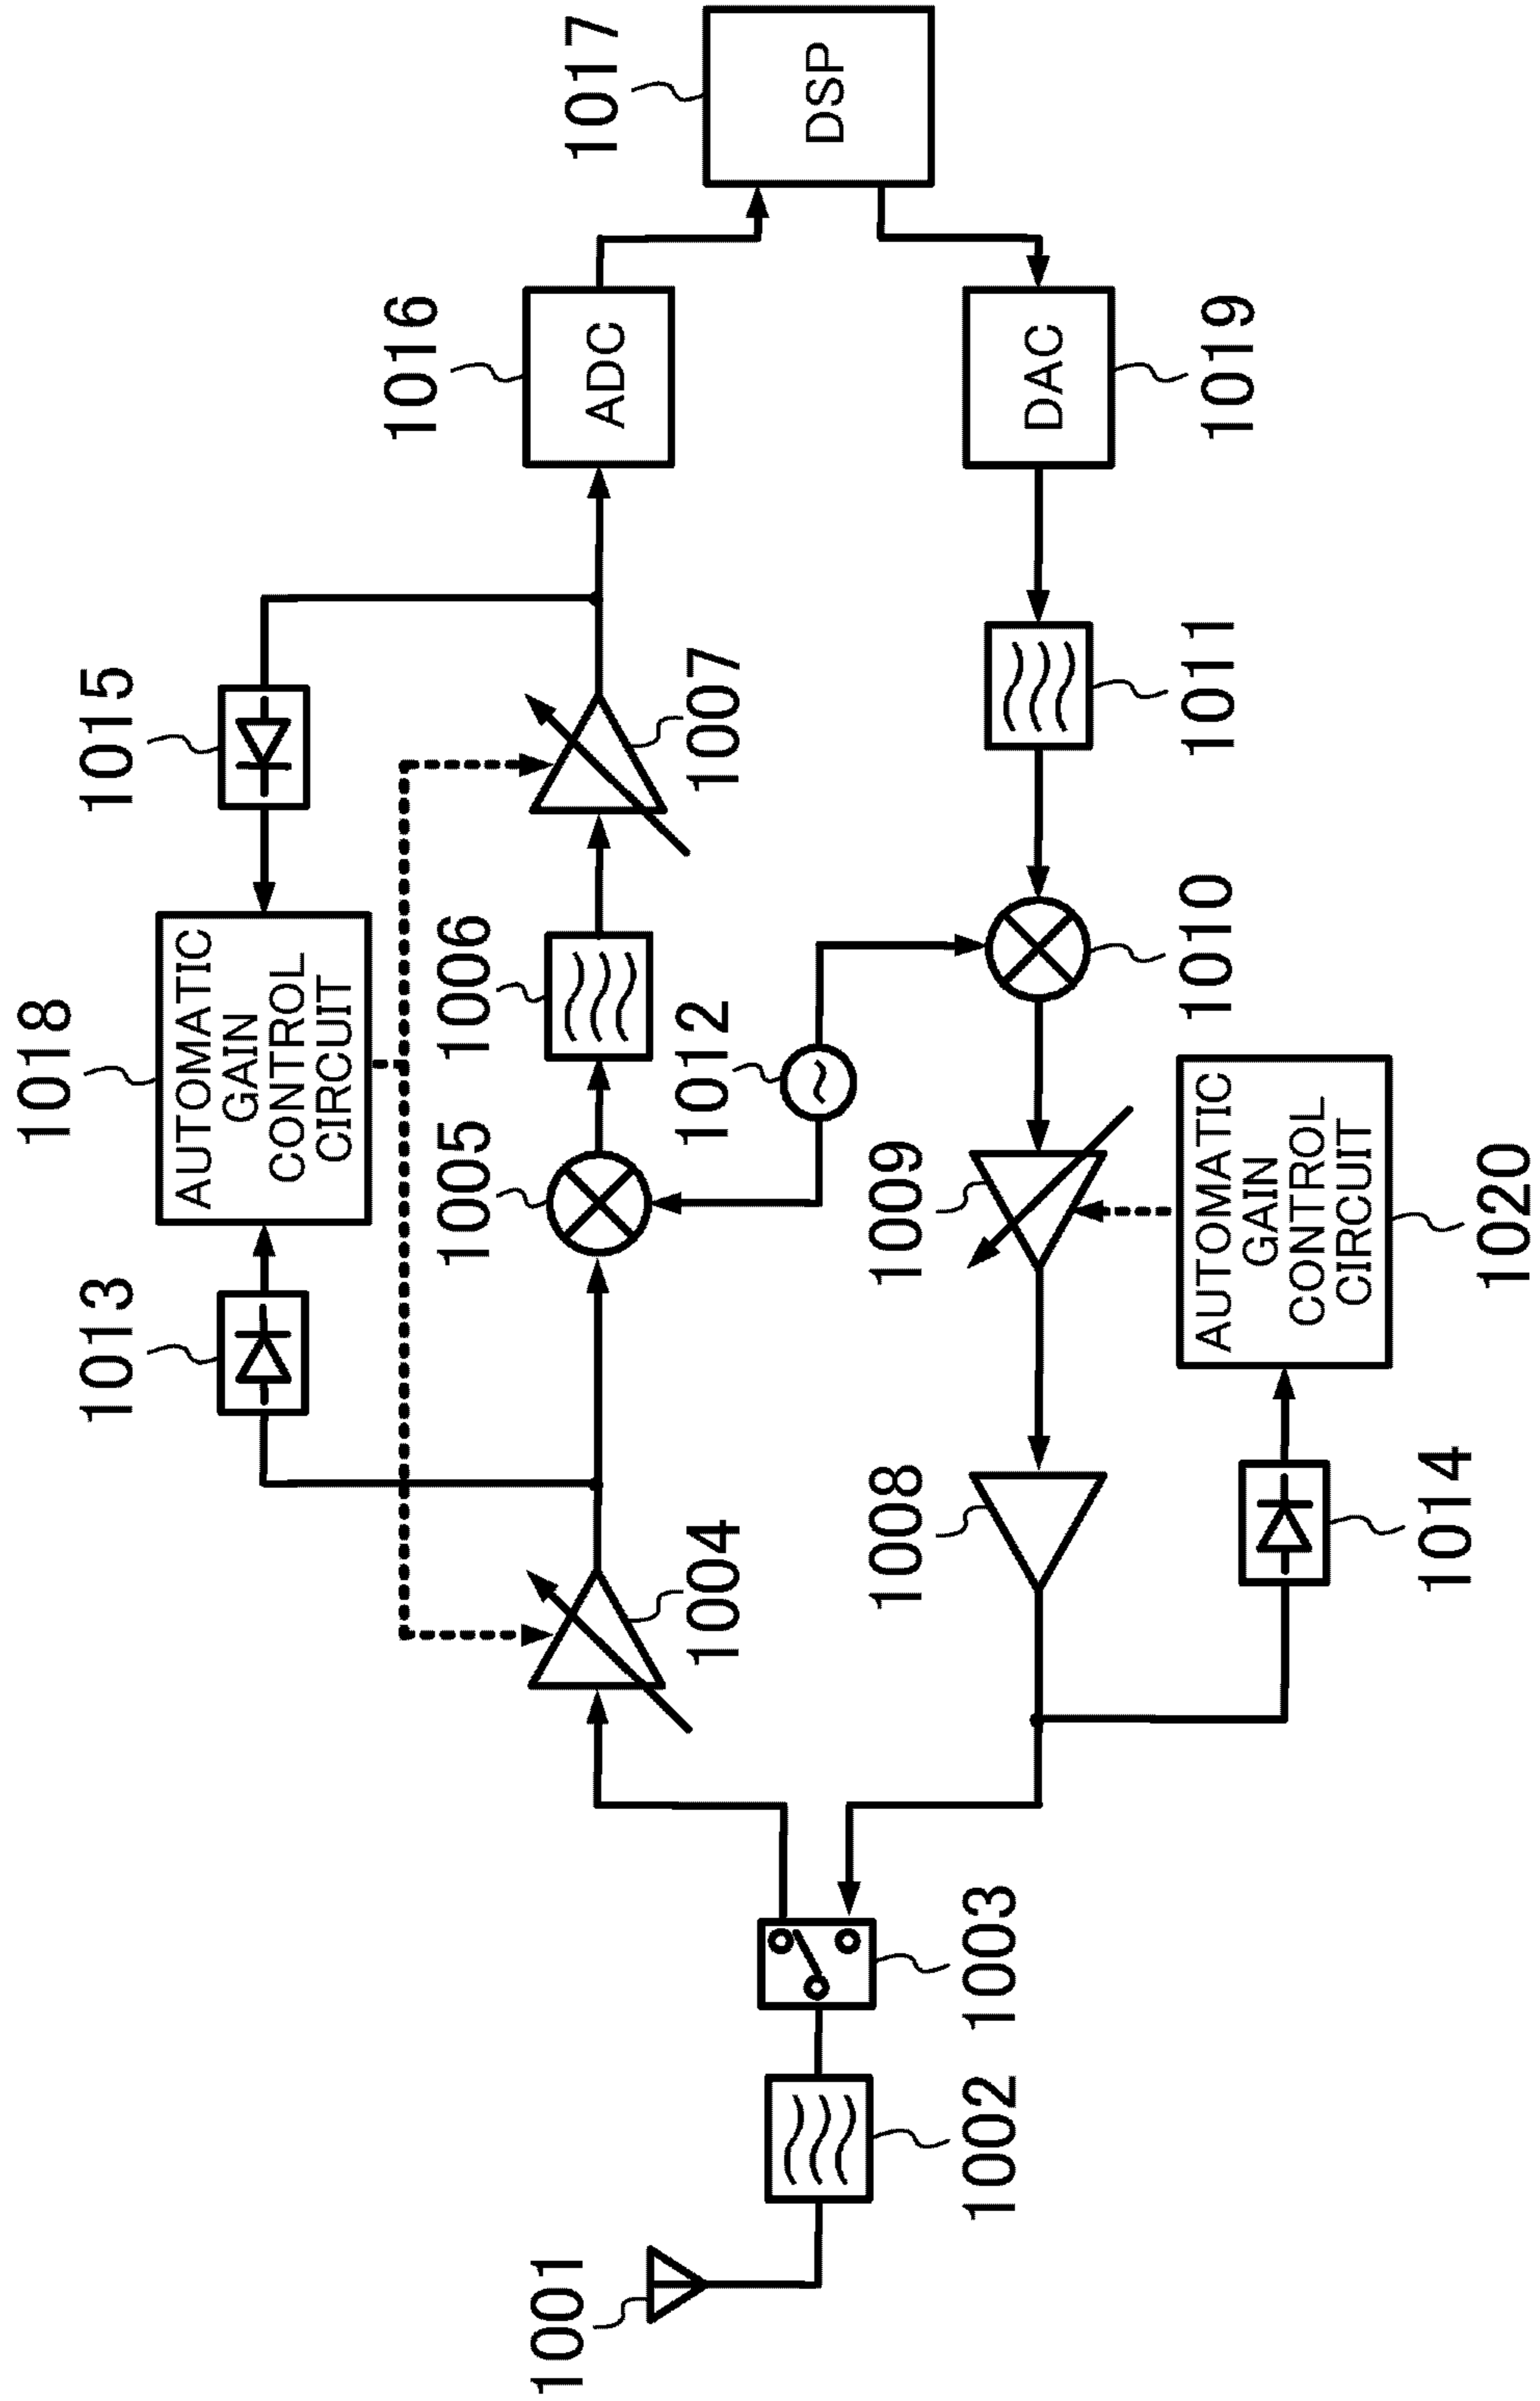 1018
AUTOMATIC
GAIN
CONTROL
CIRCUIT
1013
1015
1016
ADC
1005
1006
1001
1004
1012
1007
1017
DSP
1002
1003
1008
1009
1010
1011
DAC
1019
1014
AUTOMATIC
GAIN
CONTROL
CIRCUIT
1020